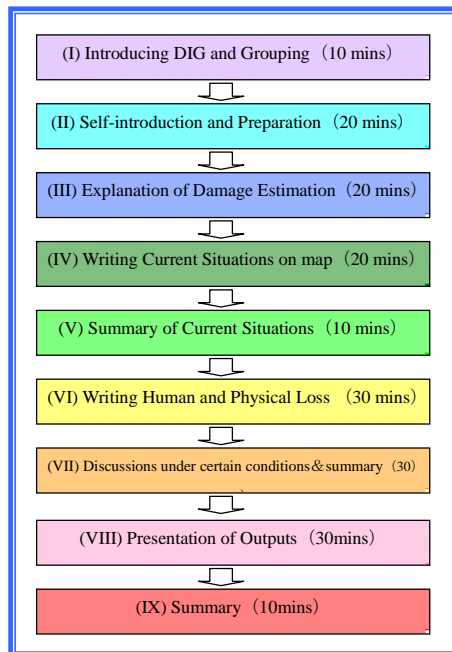 (I) Introducing DIG and Grouping（10 mins）
(II) Self-introduction and Preparation（20 mins）
(III) Explanation of Damage Estimation（20 mins）
(IV) Writing Current Situations on map（20 mins）
(V) Summary of Current Situations（10 mins）
(VI) Writing Human and Physical Loss （30 mins）
(VII) Discussions under certain conditions＆summary（30）
、
(VIII) Presentation of Outputs（30mins）
(IX) Summary（10mins）